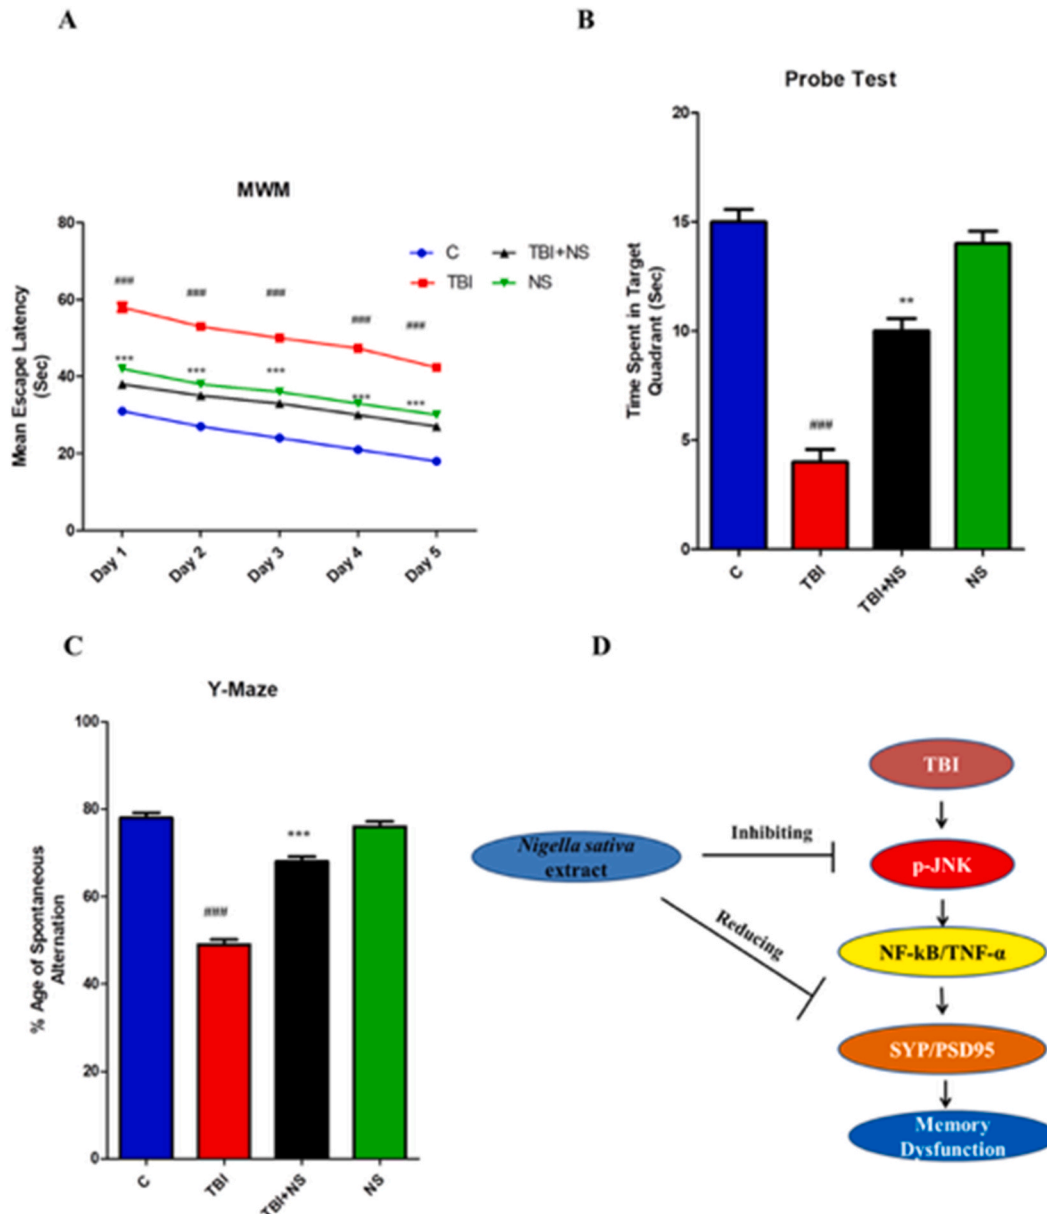 A
MWM
Mean Escape Latency
(Sec)
80
60
40
20
0
###
###
###
###
###
***
***
***
***
***
C
TBI+NS
TBI
NS
Day 1
Day 2
Day 3
Day 4
Day 5
B
Probe Test
Time Spent in Target
Quadrant (Sec)
20
15
10
5
0
###
**
C
TBI
TBI+NS
NS
C
Y-Maze
% Age of Spontaneous
Alternation
100
80
60
40
20
0
###
***
C
TBI
TBI+NS
NS
D
TBI
Nigella sativa
extract
Inhibiting
p-JNK
Reducing
NF-kB/TNF-α
SYP/PSD95
Memory
Dysfunction